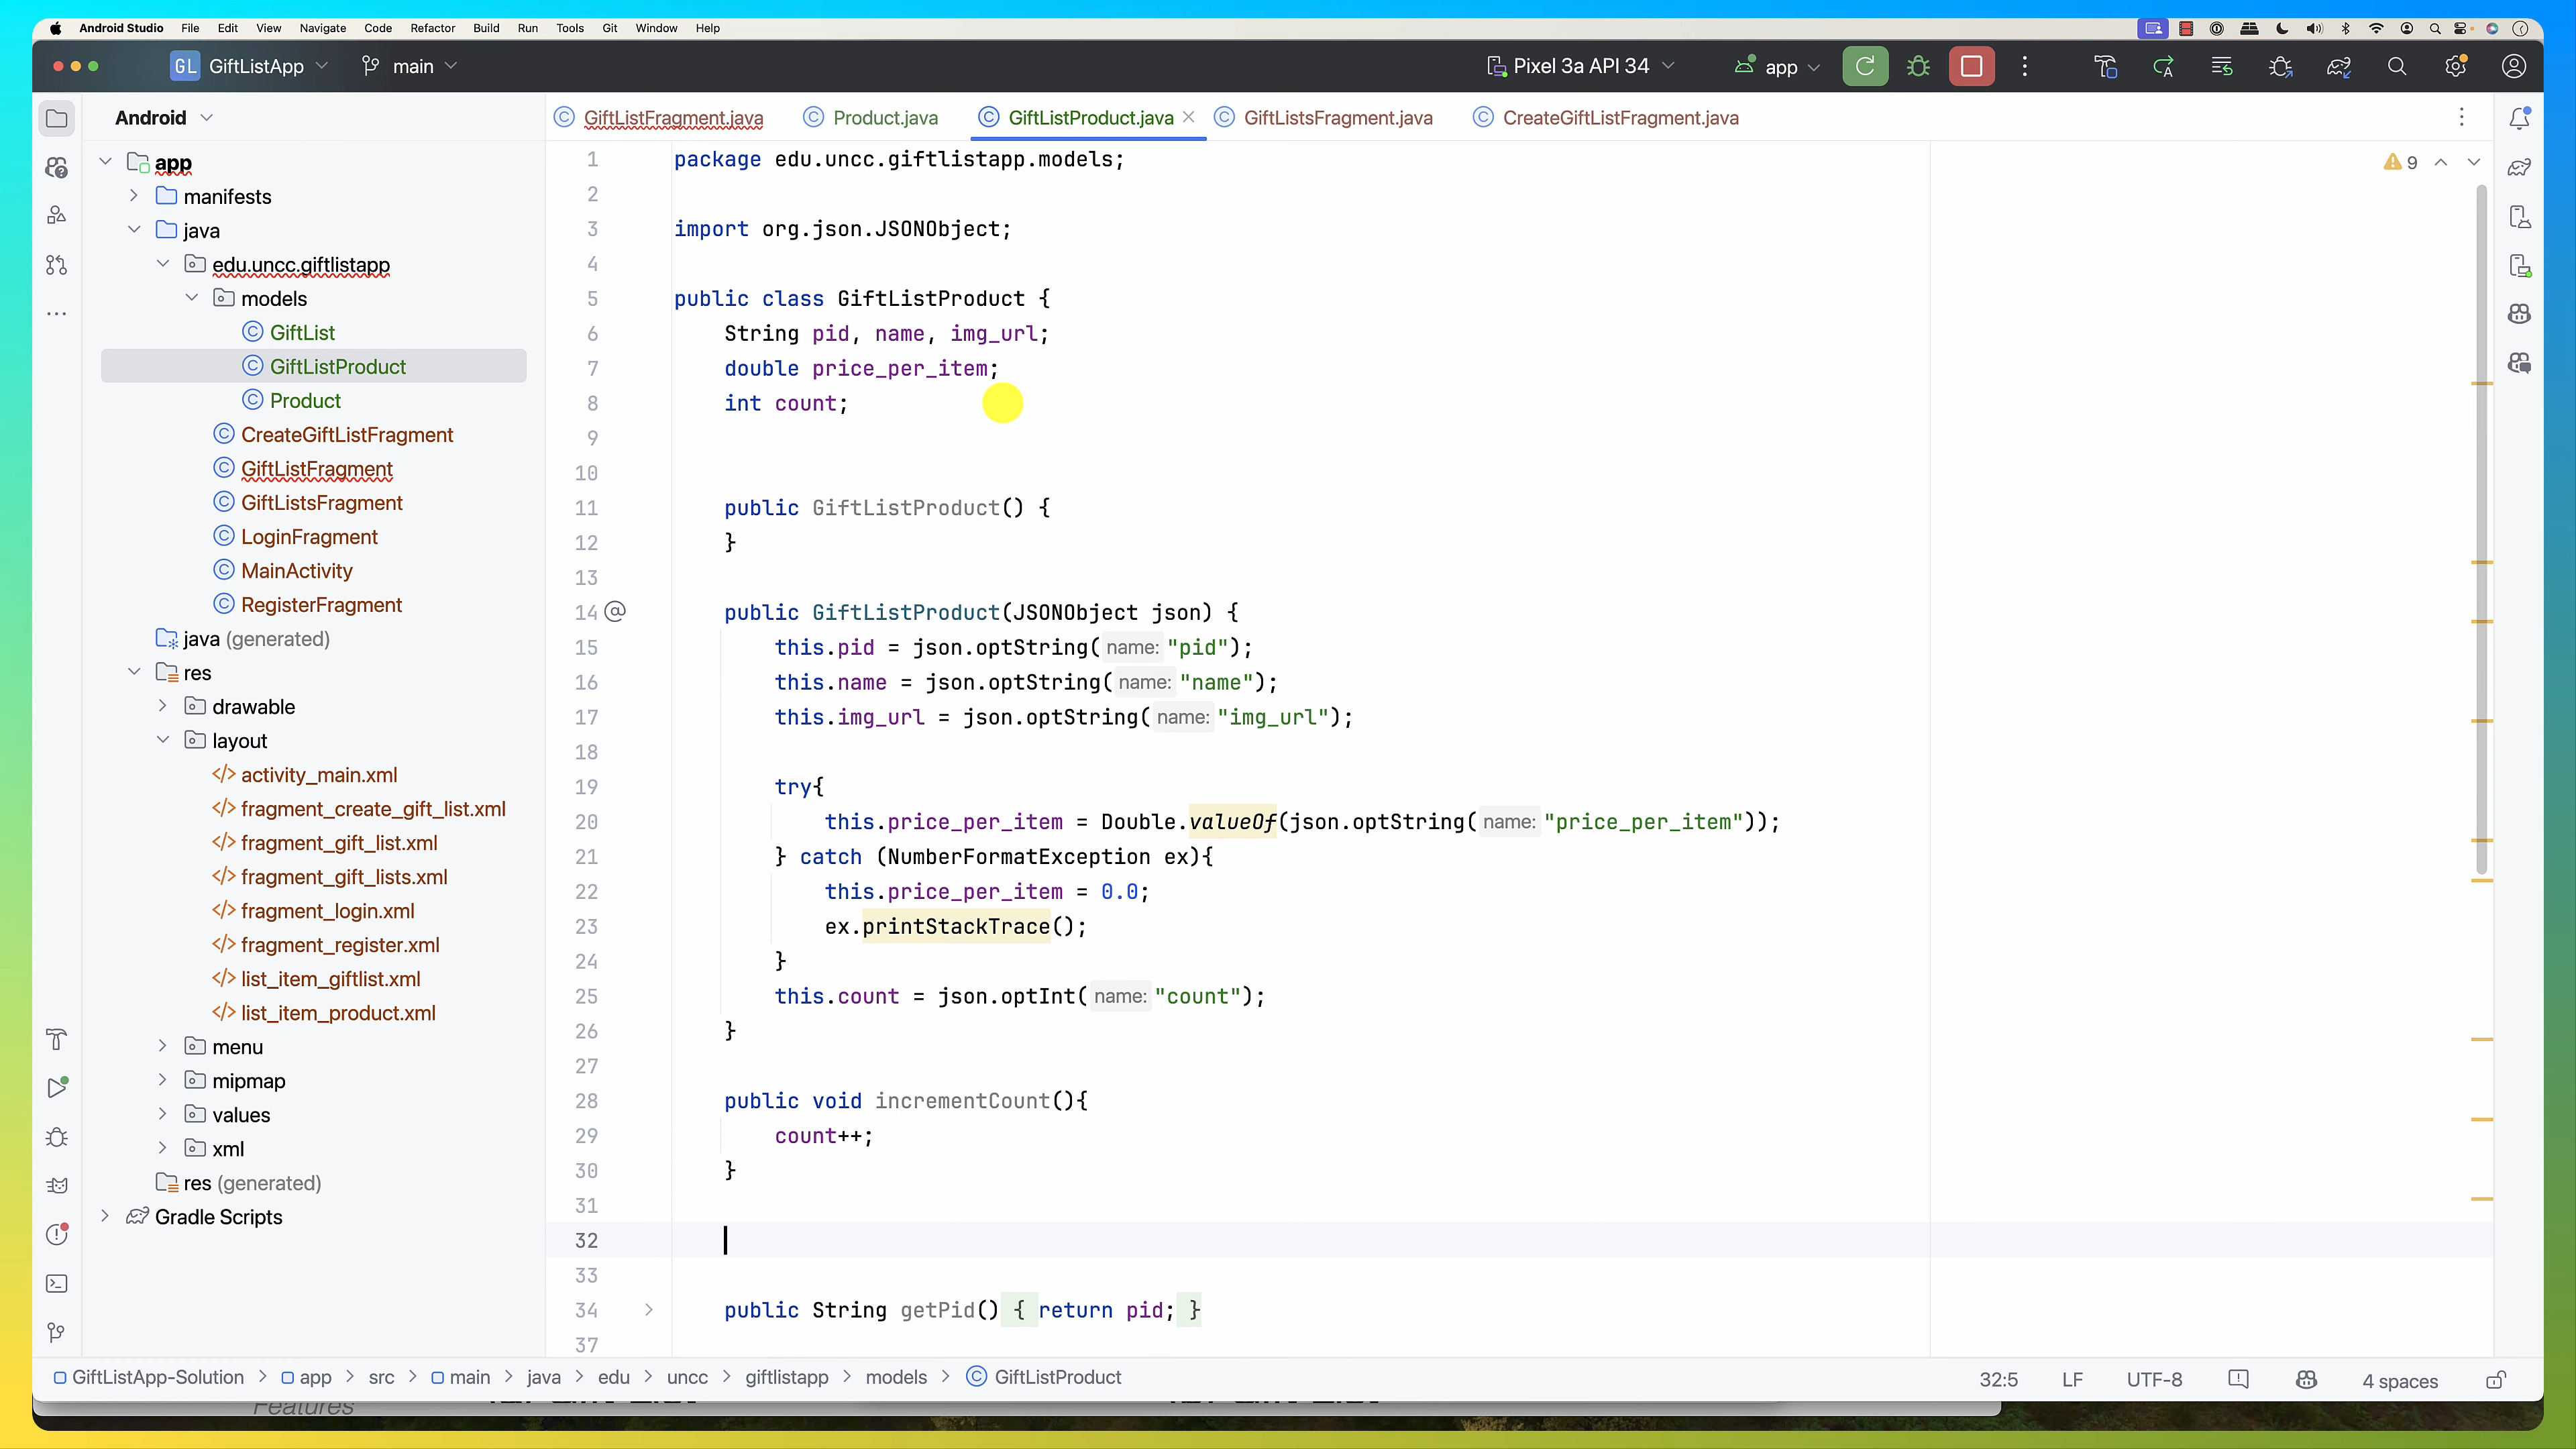 Android Studio File Edit View Navigate Code Refactor Build Run Tools Git Window Help
GL GiftListApp main Pixel 3a API 34 app
Android
GiftListFragment.java Product.java GiftListProduct.java GiftListsFragment.java CreateGiftListFragment.java
app
manifests
java
edu.uncc.giftlistapp
models
GiftList
GiftListProduct
Product
CreateGiftListFragment
GiftListFragment
GiftListsFragment
LoginFragment
MainActivity
RegisterFragment
java (generated)
res
drawable
layout
activity_main.xml
fragment_create_gift_list.xml
fragment_gift_list.xml
fragment_gift_lists.xml
fragment_login.xml
fragment_register.xml
list_item_giftlist.xml
list_item_product.xml
menu
mipmap
values
xml
res (generated)
Gradle Scripts
9
1 package edu.uncc.giftlistapp.models;
2
3 import org.json.JSONObject;
4
5 public class GiftListProduct {
6 String pid, name, img_url;
7 double price_per_item;
8 int count;
9
10
11 public GiftListProduct() {
12 }
13
14 @ public GiftListProduct(JSONObject json) {
15 this.pid = json.optString( name: "pid");
16 this.name = json.optString( name: "name");
17 this.img_url = json.optString( name: "img_url");
18
19 try{
20 this.price_per_item = Double.valueOf(json.optString( name: "price_per_item"));
21 } catch (NumberFormatException ex){
22 this.price_per_item = 0.0;
23 ex.printStackTrace();
24 }
25 this.count = json.optInt( name: "count");
26 }
27
28 public void incrementCount(){
29 count++;
30 }
31
32
33
34 public String getPid() { return pid; }
37
GiftListApp-Solution > app > src > main > java > edu > uncc > giftlistapp > models > GiftListProduct
32:5 LF UTF-8 4 spaces
Features